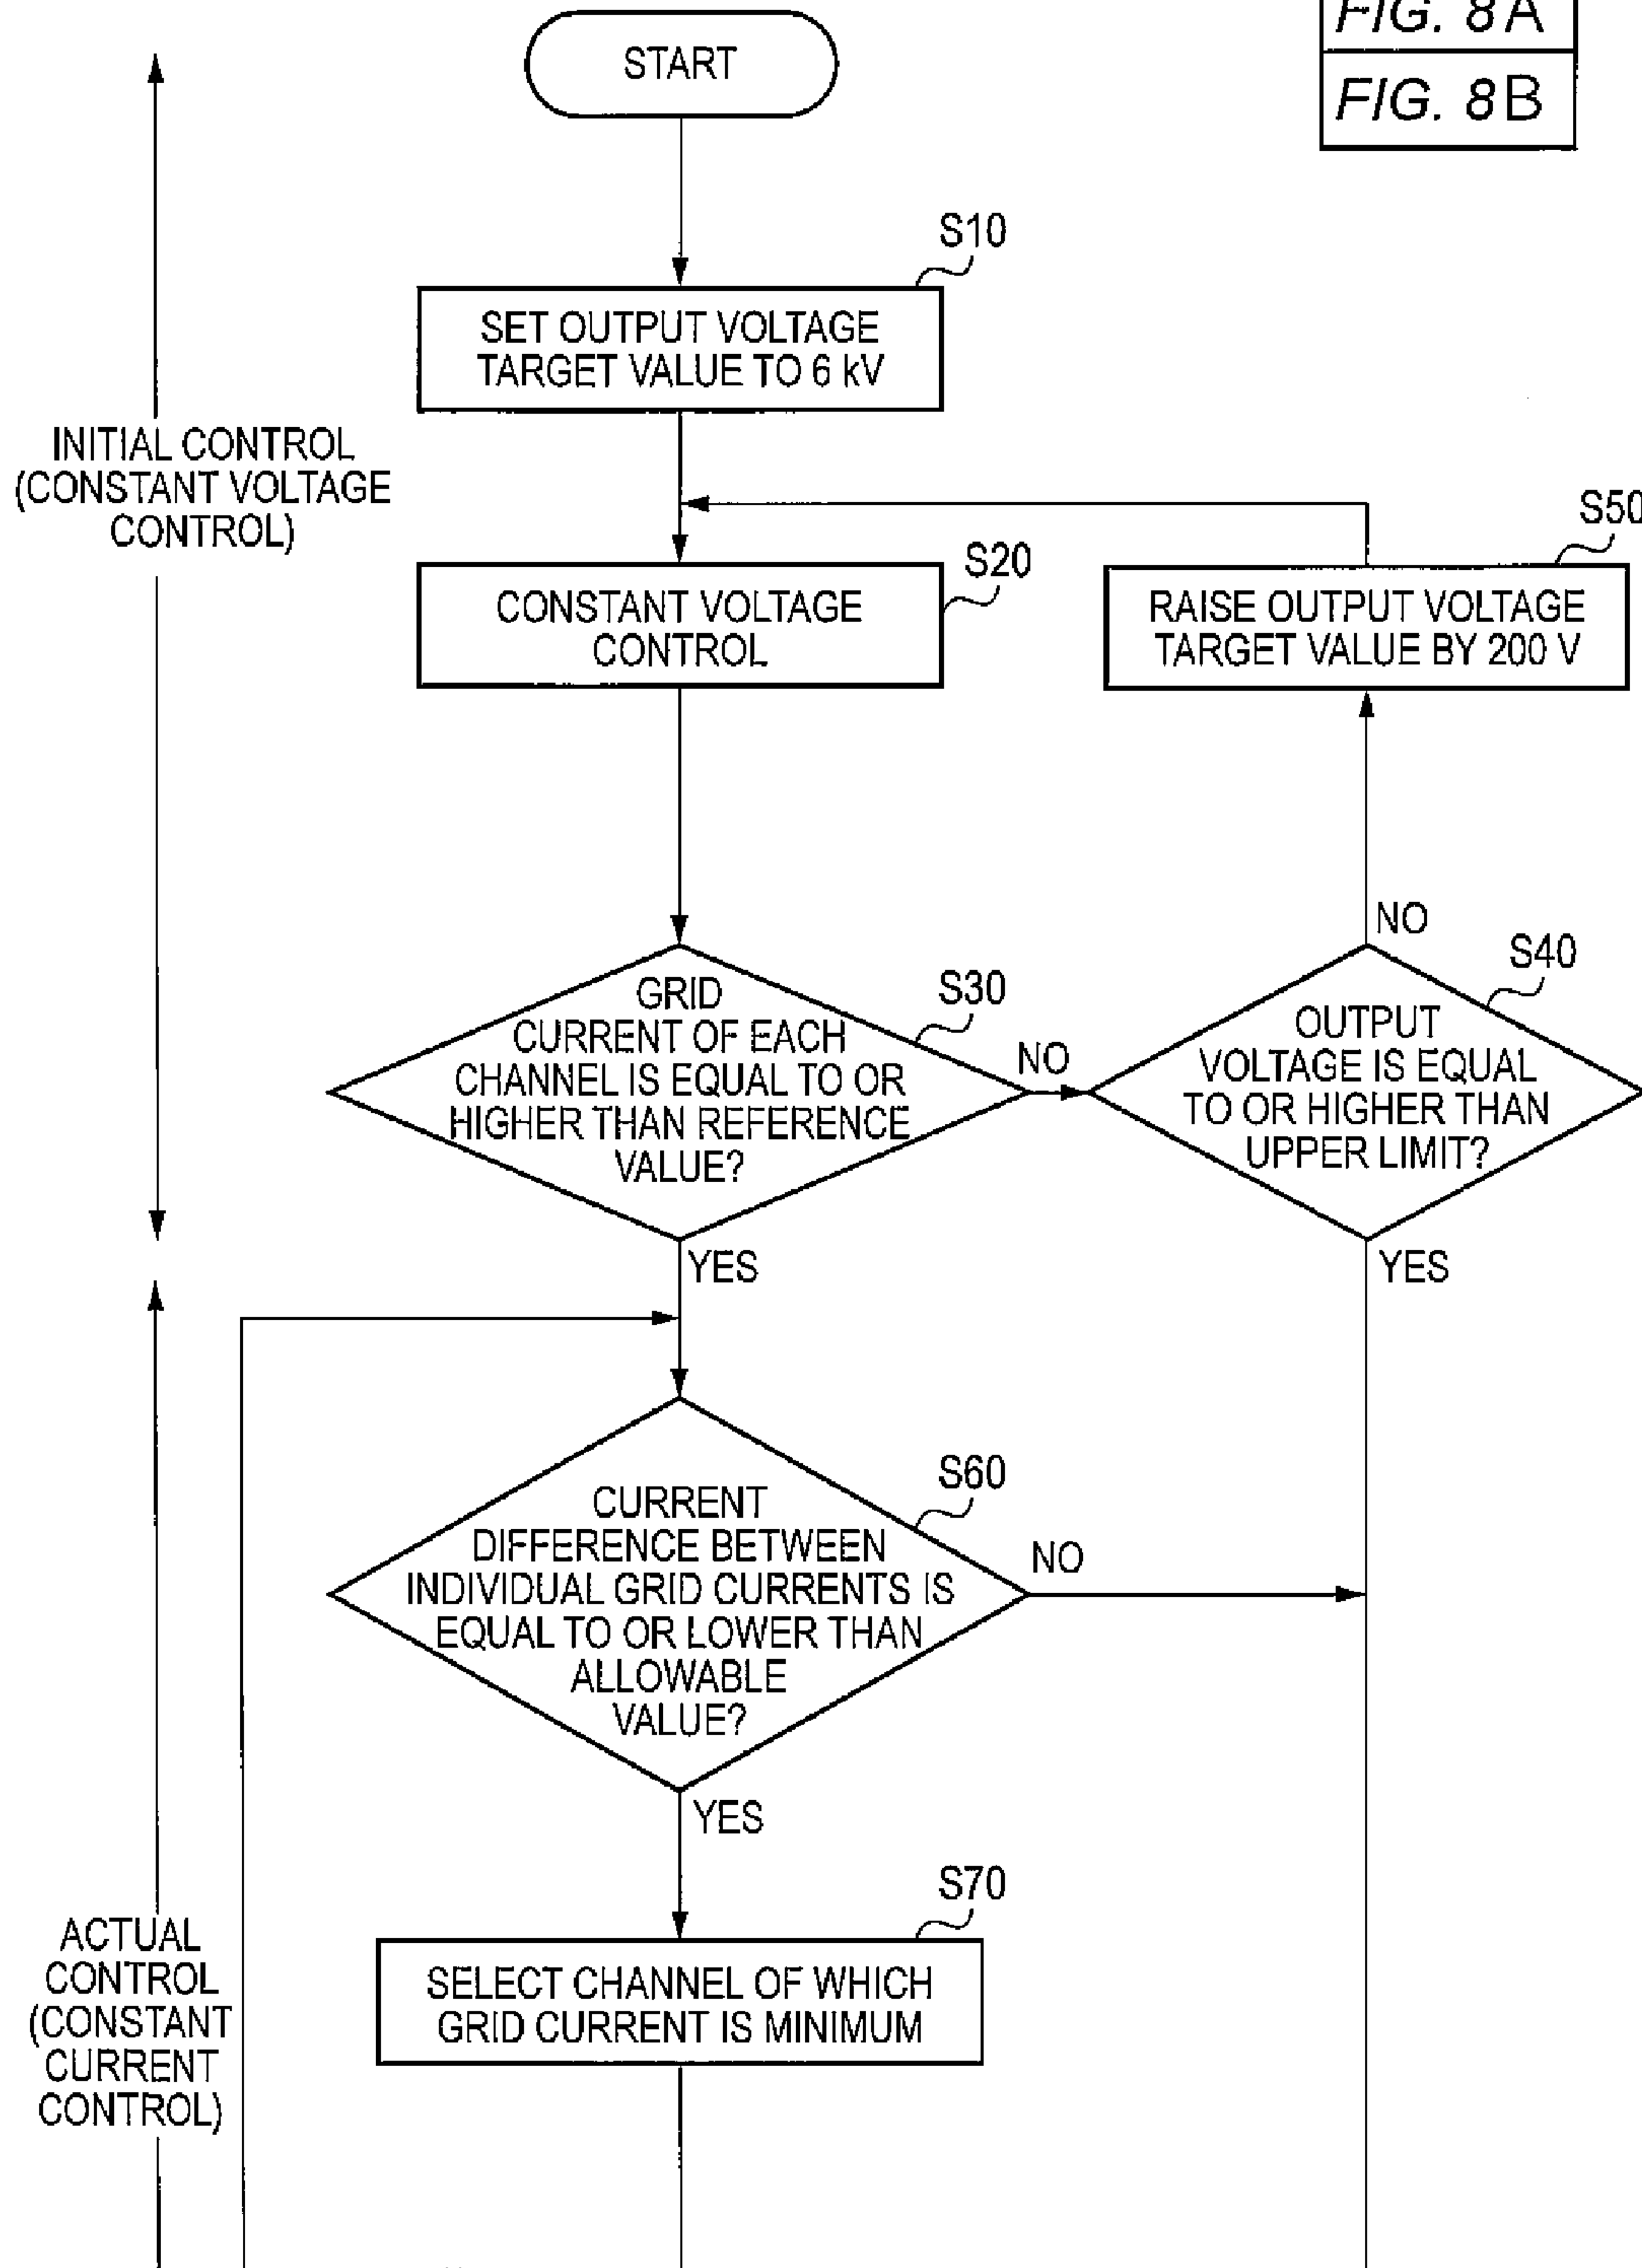 FIG. 8A
FIG. 8B
START
S10
SET OUTPUT VOLTAGE
TARGET VALUE TO 6 kV
INITIAL CONTROL
(CONSTANT VOLTAGE
CONTROL)
S20
CONSTANT VOLTAGE
CONTROL
S50
RAISE OUTPUT VOLTAGE
TARGET VALUE BY 200 V
S30
GRID
CURRENT OF EACH
CHANNEL IS EQUAL TO OR
HIGHER THAN REFERENCE
VALUE?
NO
YES
S40
OUTPUT
VOLTAGE IS EQUAL
TO OR HIGHER THAN
UPPER LIMIT?
NO
YES
S60
CURRENT
DIFFERENCE BETWEEN
INDIVIDUAL GRID CURRENTS IS
EQUAL TO OR LOWER THAN
ALLOWABLE
VALUE?
NO
YES
S70
SELECT CHANNEL OF WHICH
GRID CURRENT IS MINIMUM
ACTUAL
CONTROL
(CONSTANT
CURRENT
CONTROL)